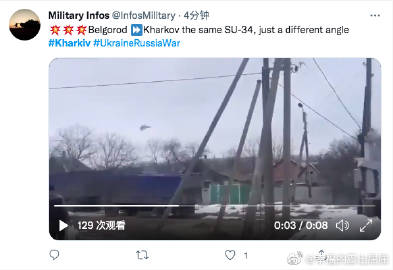 Military Infos @InfosMilitary · 4分钟
💥💥💥Belgorod ⏩Kharkov the same SU-34, just a different angle
#Kharkiv #UkraineRussiaWar
129 次观看
0:03 / 0:08
1